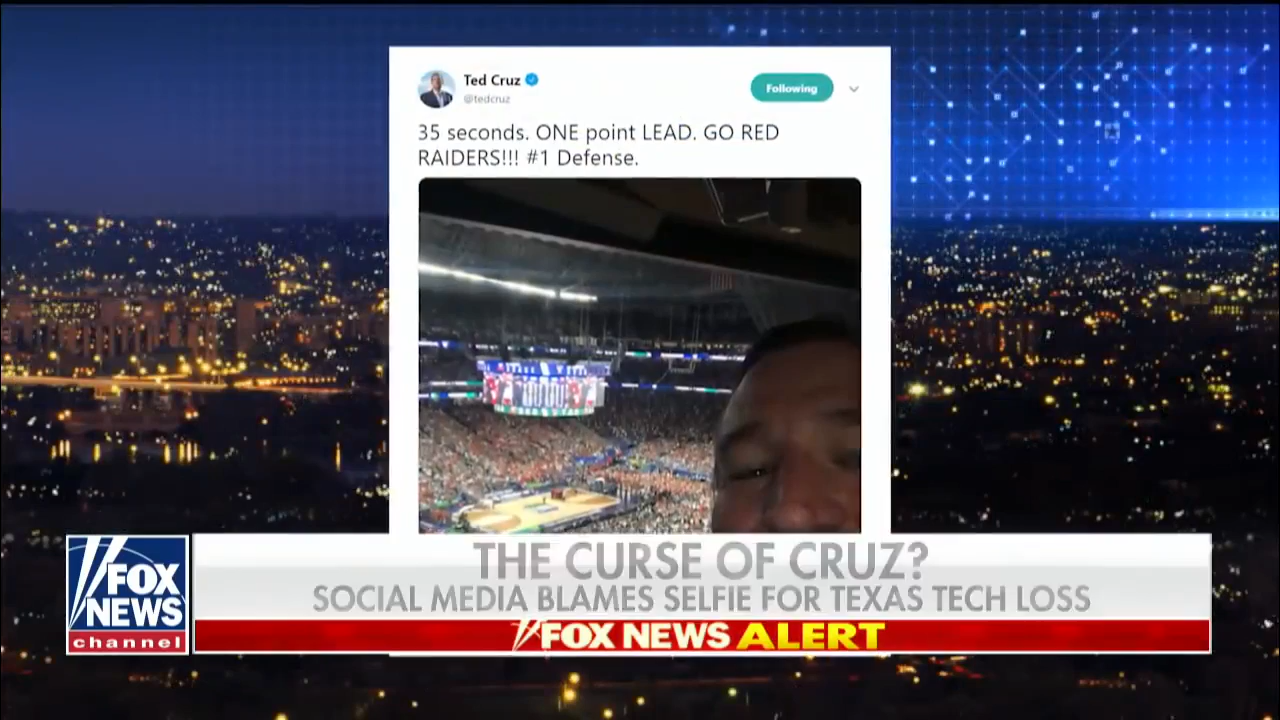 Ted Cruz
@tedcruz
Following
35 seconds. ONE point LEAD. GO RED
RAIDERS!!! #1 Defense.
THE CURSE OF CRUZ?
SOCIAL MEDIA BLAMES SELFIE FOR TEXAS TECH LOSS
FOX NEWS ALERT
FOX
NEWS
channel